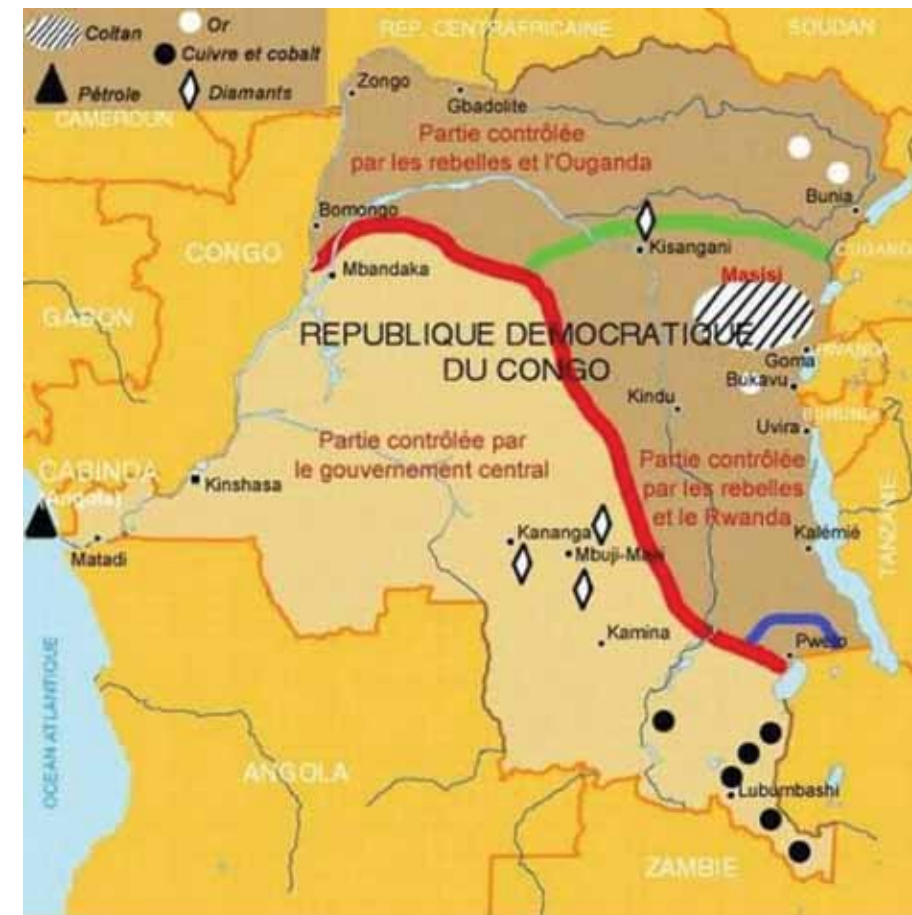 Coltan
Or
Cuivre et cobalt
Pétrole
Diamants
REP. CENTRAFRICAINE
SOUDAN
CAMEROUN
Zongo
Gbadolite
Partie contrôlée
par les rebelles et l'Ouganda
Bunia
Bomongo
CONGO
Kisangani
OUGANDA
Mbandaka
Masisi
GABON
REPUBLIQUE DEMOCRATIQUE
DU CONGO
Goma
RWANDA
Bukavu
Kindu
BURUNDI
Uvira
Partie contrôlée par
le gouvernement central
Partie contrôlée
par les rebelles
et le Rwanda
CABINDA
(Angola)
Kinshasa
Kananga
Mbuji-Mayi
Kalémié
TANZANIE
Matadi
Kamina
Pweto
OCEAN ATLANTIQUE
ANGOLA
Lubumbashi
ZAMBIE